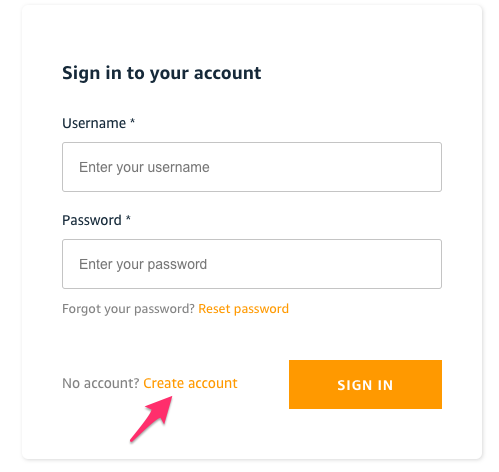 Sign in to your account
Username *
Enter your username
Password *
Enter your password
Forgot your password? Reset password
No account? Create account
SIGN IN